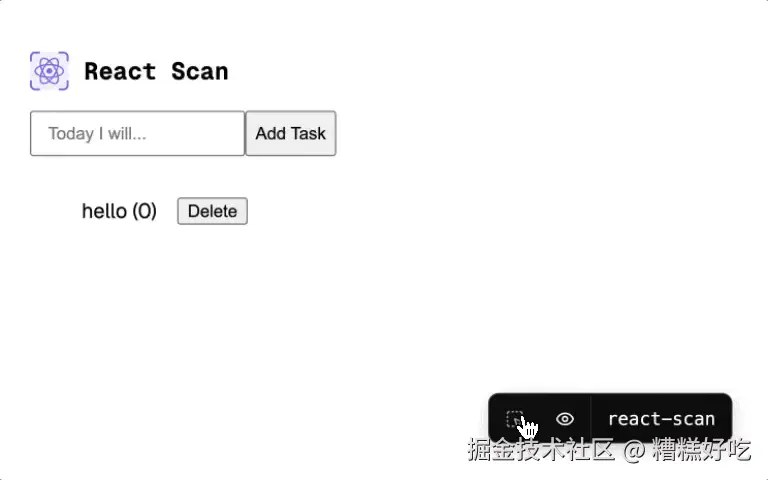 React Scan
Today I will...
Add Task
hello (0)
Delete
react-scan
掘金技术社区 @ 糟糕好吃